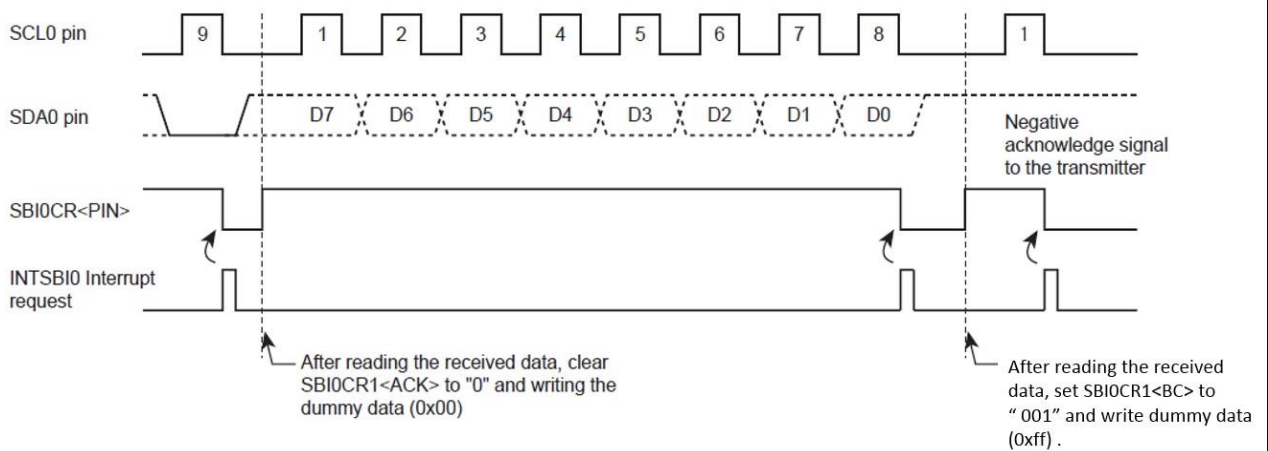 SCL0 pin
9 1 2 3 4 5 6 7 8 1
SDA0 pin
D7 D6 D5 D4 D3 D2 D1 D0
Negative
acknowledge signal
to the transmitter
SBI0CR<PIN>
INTSBI0 Interrupt
request
After reading the received data, clear
SBI0CR1<ACK> to "0" and writing the
dummy data (0x00)
After reading the received
data, set SBI0CR1<BC> to
“ 001” and write dummy data
(0xff) .